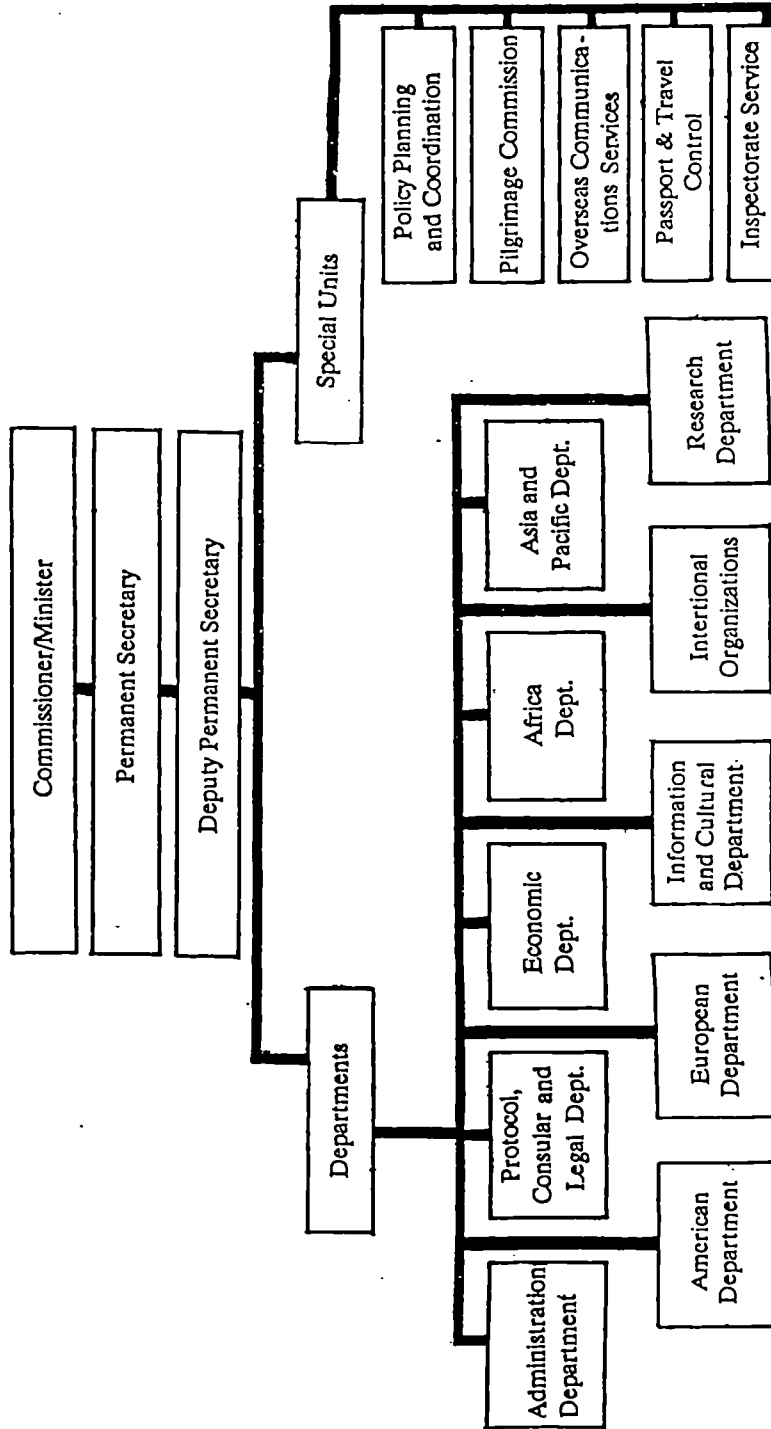 Commissioner/Minister
Permanent Secretary
Deputy Permanent Secretary
Departments
Special Units
Administration
Department
Protocol,
Consular and
Legal Dept.
Economic
Dept.
Africa
Dept.
Asia and
Pacific Dept.
American
Department
European
Department
Information
and Cultural
Department
Intertional
Organizations
Research
Department
Policy Planning
and Coordination
Pilgrimage Commission
Overseas Communica-
tions Services
Passport & Travel
Control
Inspectorate Service